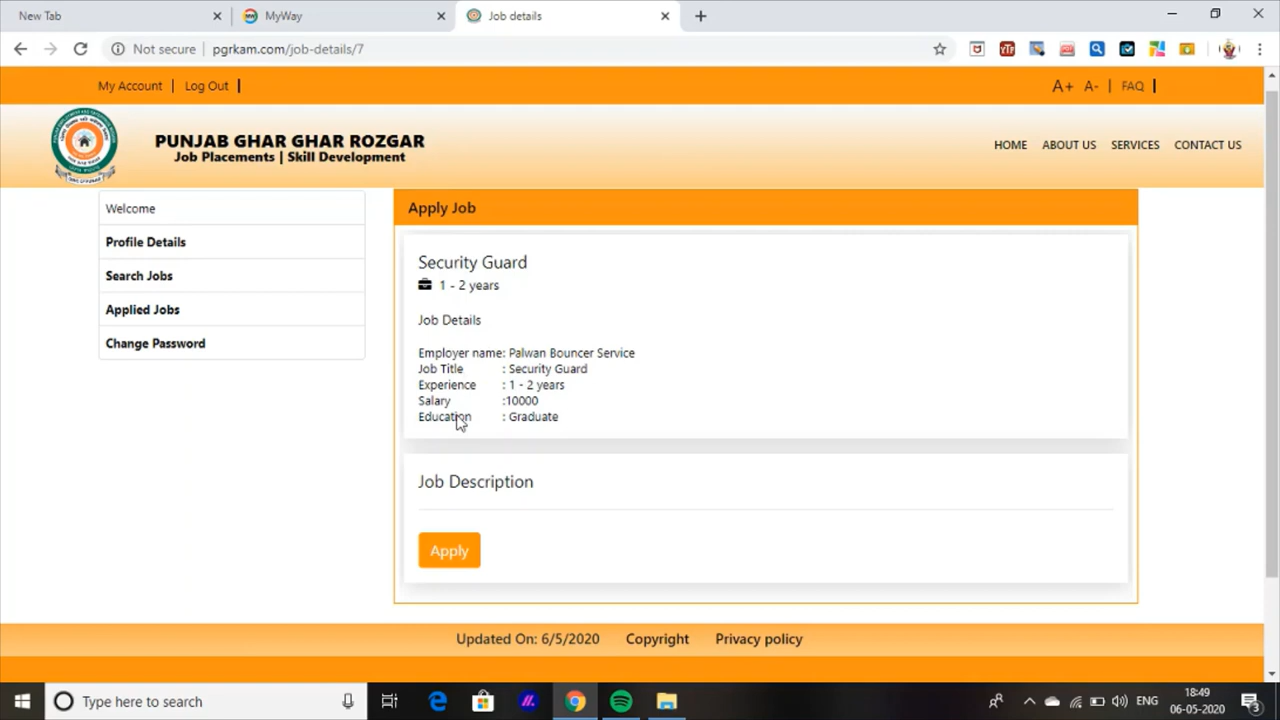 New Tab
MyWay
Job details
Not secure
pgrkam.com/job-details/7
My Account | Log Out |
A+ A- | FAQ |
PUNJAB GHAR GHAR ROZGAR
Job Placements | Skill Development
HOME ABOUT US SERVICES CONTACT US
Welcome
Profile Details
Search Jobs
Applied Jobs
Change Password
Apply Job
Security Guard
1 - 2 years
Job Details
Employer name: Palwan Bouncer Service
Job Title : Security Guard
Experience : 1 - 2 years
Salary :10000
Education : Graduate
Job Description
Apply
Updated On: 6/5/2020 Copyright Privacy policy
Type here to search
ENG
18:49
06-05-2020
3